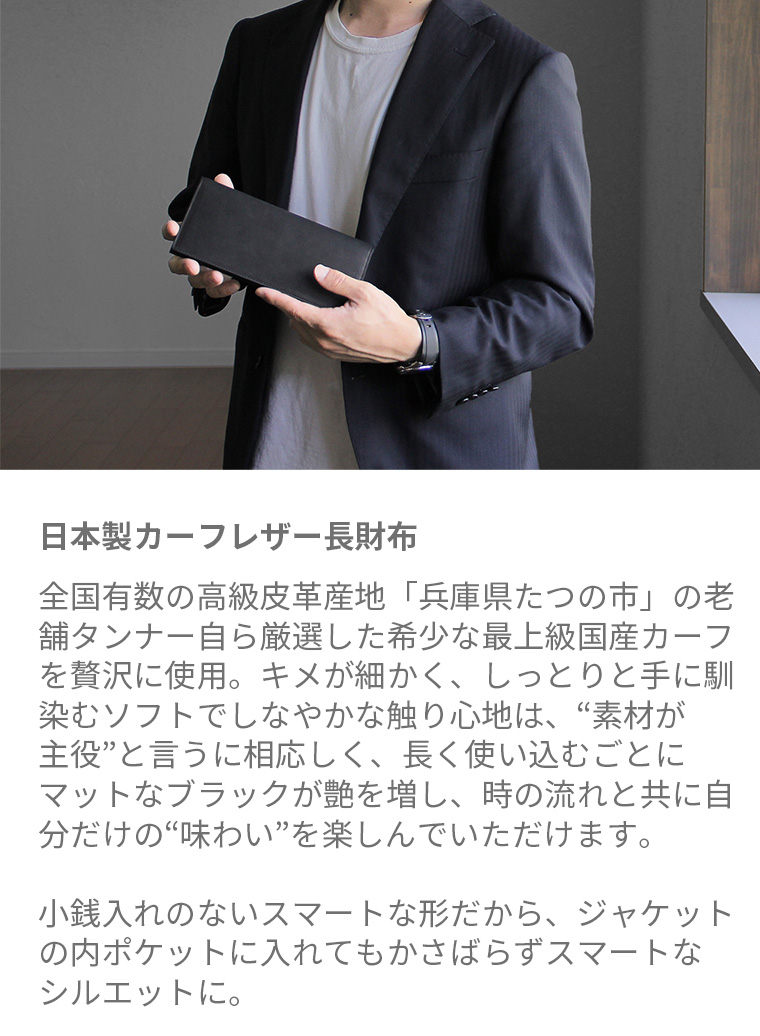 日本製カーフレザー長財布
全国有数の高級皮革産地「兵庫県たつの市」の老
舗タンナー自ら厳選した希少な最上級国産カーフ
を贅沢に使用。キメが細かく、しっとりと手に馴
染むソフトでしなやかな触り心地は、“素材が
主役”と言うに相応しく、長く使い込むごとに
マットなブラックが艶を増し、時の流れと共に自
分だけの“味わい”を楽しんでいただけます。
小銭入れのないスマートな形だから、ジャケット
の内ポケットに入れてもかさばらずスマートな
シルエットに。